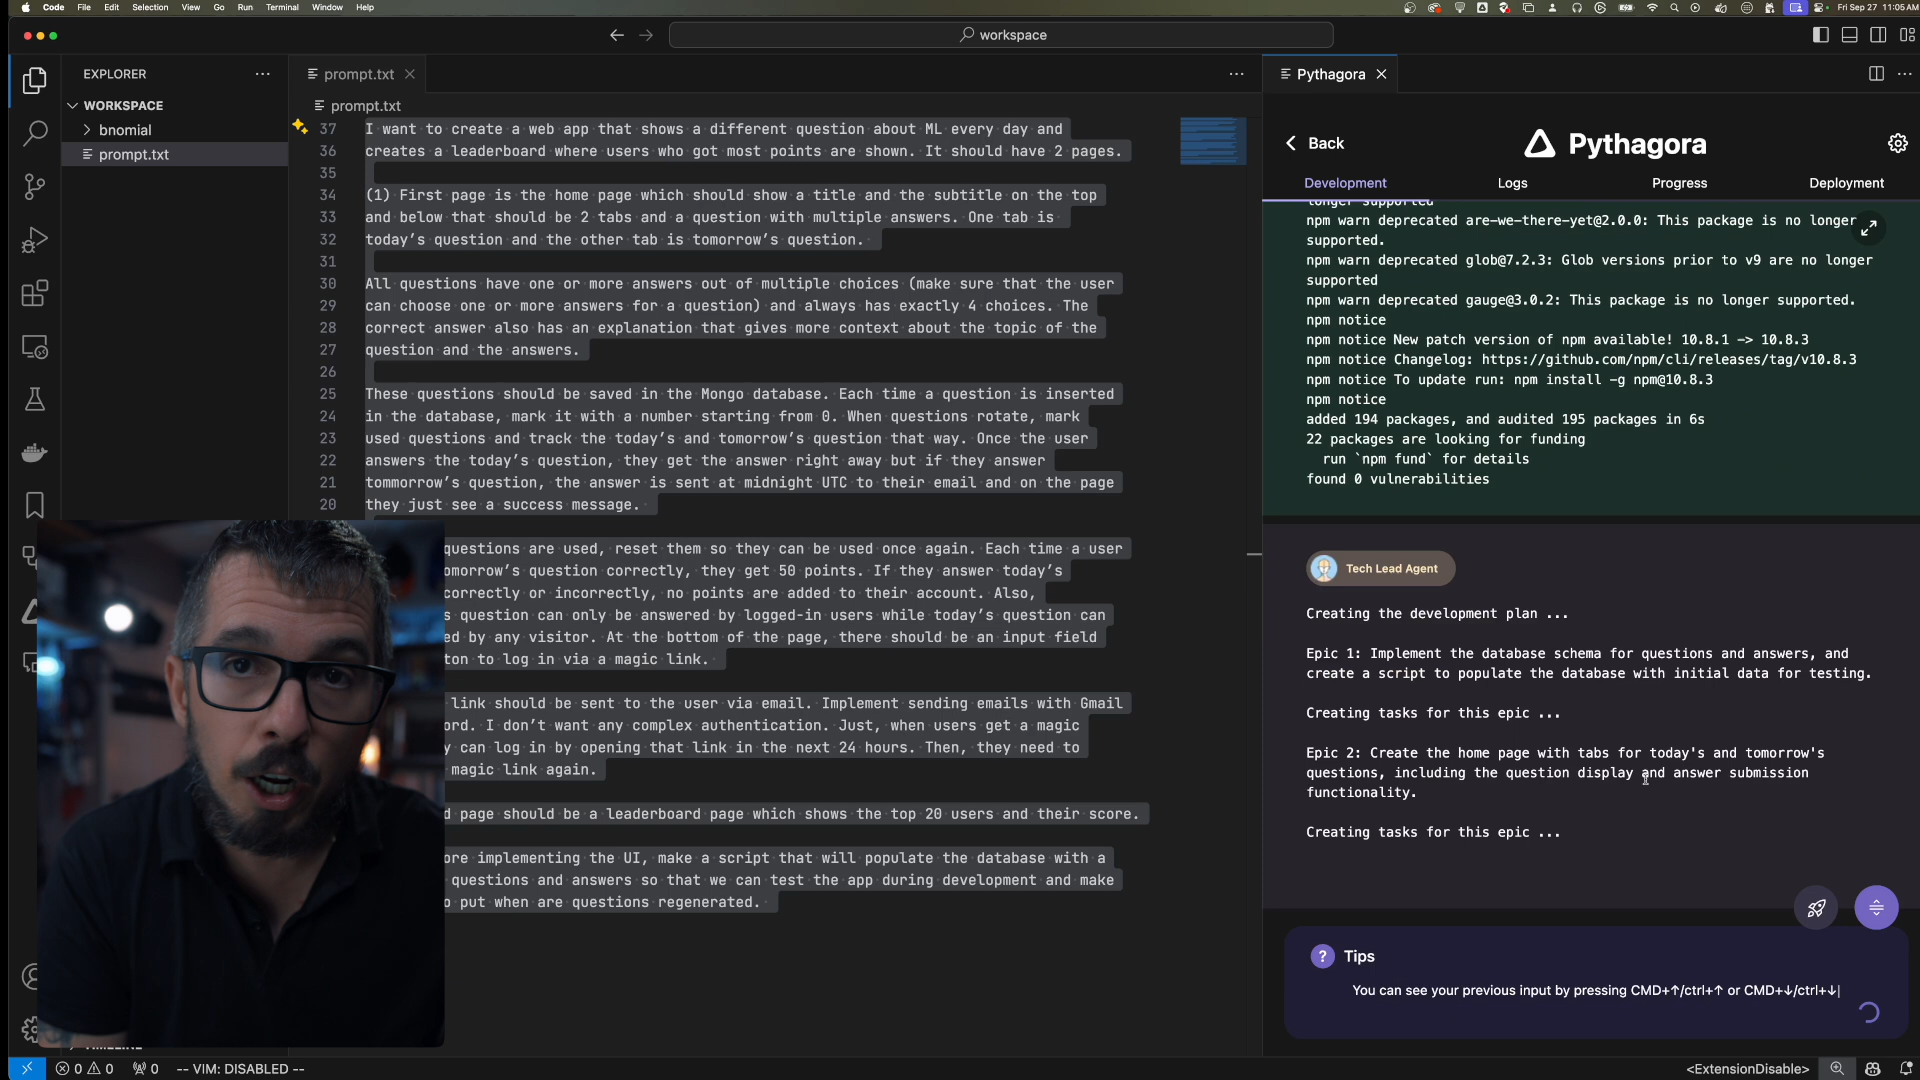 Code File Edit Selection View Go Run Terminal Window Help
Fri Sep 27 11:05 AM
workspace
EXPLORER
WORKSPACE
bnomial
prompt.txt
prompt.txt
prompt.txt
37 I want to create a web app that shows a different question about ML every day and
36 creates a leaderboard where users who got most points are shown. It should have 2 pages.
35
34 (1) First page is the home page which should show a title and the subtitle on the top
33 and below that should be 2 tabs and a question with multiple answers. One tab is
32 today’s question and the other tab is tomorrow’s question.
31
30 All questions have one or more answers out of multiple choices (make sure that the user
29 can choose one or more answers for a question) and always has exactly 4 choices. The
28 correct answer also has an explanation that gives more context about the topic of the
27 question and the answers.
26
25 These questions should be saved in the Mongo database. Each time a question is inserted
24 in the database, mark it with a number starting from 0. When questions rotate, mark
23 used questions and track the today’s and tomorrow’s question that way. Once the user
22 answers the today’s question, they get the answer right away but if they answer
21 tommorrow’s question, the answer is sent at midnight UTC to their email and on the page
20 they just see a success message.
questions are used, reset them so they can be used once again. Each time a user
omorrow’s question correctly, they get 50 points. If they answer today’s
correctly or incorrectly, no points are added to their account. Also,
s question can only be answered by logged-in users while today’s question can
ed by any visitor. At the bottom of the page, there should be an input field
ton to log in via a magic link.
link should be sent to the user via email. Implement sending emails with Gmail
ord. I don’t want any complex authentication. Just, when users get a magic
y can log in by opening that link in the next 24 hours. Then, they need to
magic link again.
d page should be a leaderboard page which shows the top 20 users and their score.
ore implementing the UI, make a script that will populate the database with a
questions and answers so that we can test the app during development and make
o put when are questions regenerated.
Pythagora
Back
Pythagora
Development Logs Progress Deployment
longer supported
npm warn deprecated are-we-there-yet@2.0.0: This package is no longer
supported.
npm warn deprecated glob@7.2.3: Glob versions prior to v9 are no longer
supported
npm warn deprecated gauge@3.0.2: This package is no longer supported.
npm notice
npm notice New patch version of npm available! 10.8.1 -> 10.8.3
npm notice Changelog: https://github.com/npm/cli/releases/tag/v10.8.3
npm notice To update run: npm install -g npm@10.8.3
npm notice
added 194 packages, and audited 195 packages in 6s
22 packages are looking for funding
run `npm fund` for details
found 0 vulnerabilities
Tech Lead Agent
Creating the development plan ...
Epic 1: Implement the database schema for questions and answers, and
create a script to populate the database with initial data for testing.
Creating tasks for this epic ...
Epic 2: Create the home page with tabs for today's and tomorrow's
questions, including the question display and answer submission
functionality.
Creating tasks for this epic ...
? Tips
You can see your previous input by pressing CMD+↑/ctrl+↑ or CMD+↓/ctrl+↓
0 0 0 -- VIM: DISABLED --
<ExtensionDisable>